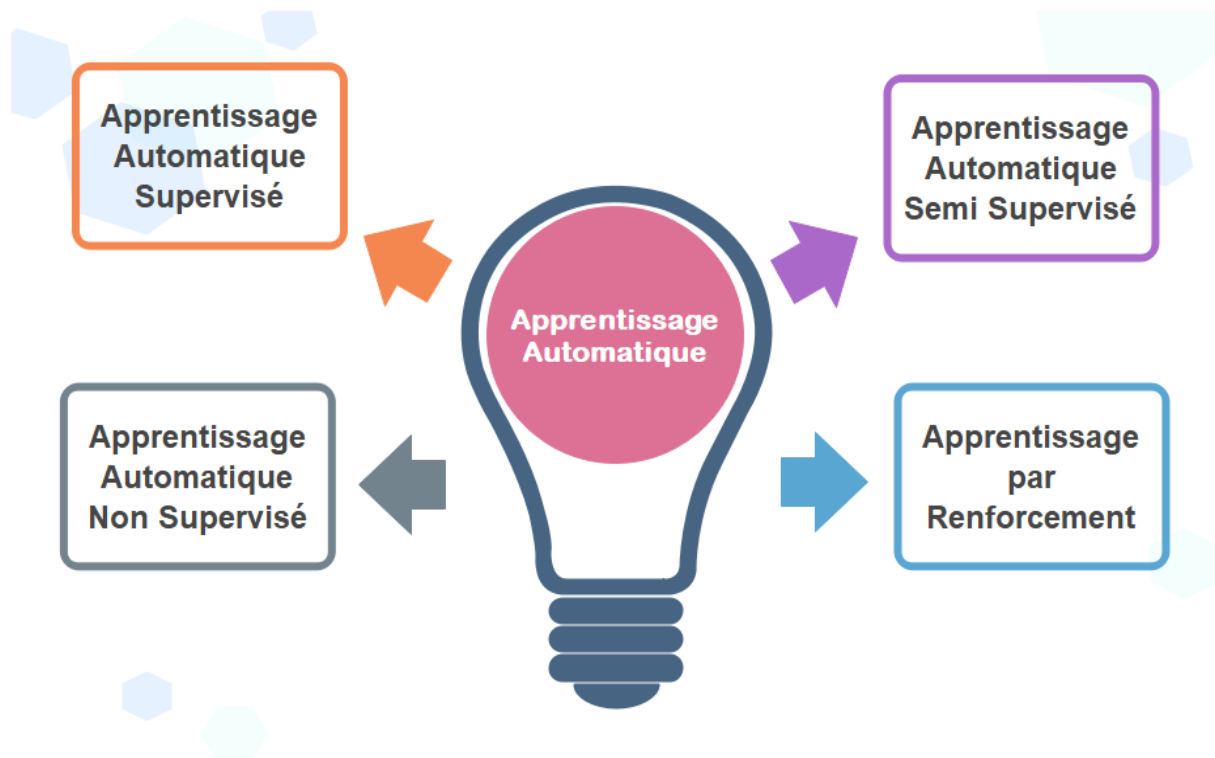 Apprentissage
Automatique
Supervisé
Apprentissage
Automatique
Semi Supervisé
Apprentissage
Automatique
Apprentissage
Automatique
Non Supervisé
Apprentissage
par
Renforcement